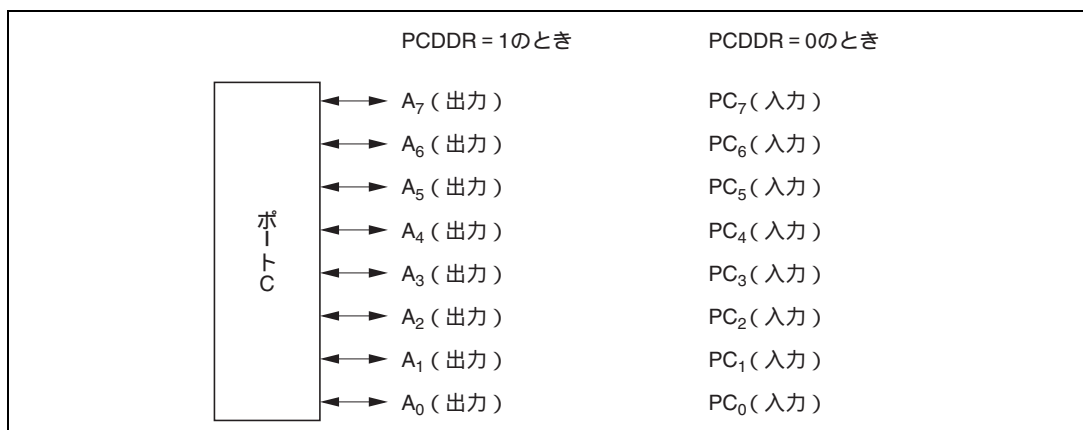 PCDDR = 1のとき PCDDR = 0のとき
A₇ ( 出力 ) PC₇( 入力 )
A₆ ( 出力 ) PC₆( 入力 )
A₅ ( 出力 ) PC₅( 入力 )
A₄ ( 出力 ) PC₄( 入力 )
A₃ ( 出力 ) PC₃( 入力 )
A₂ ( 出力 ) PC₂( 入力 )
A₁ ( 出力 ) PC₁( 入力 )
A₀ ( 出力 ) PC₀( 入力 )
ポートC